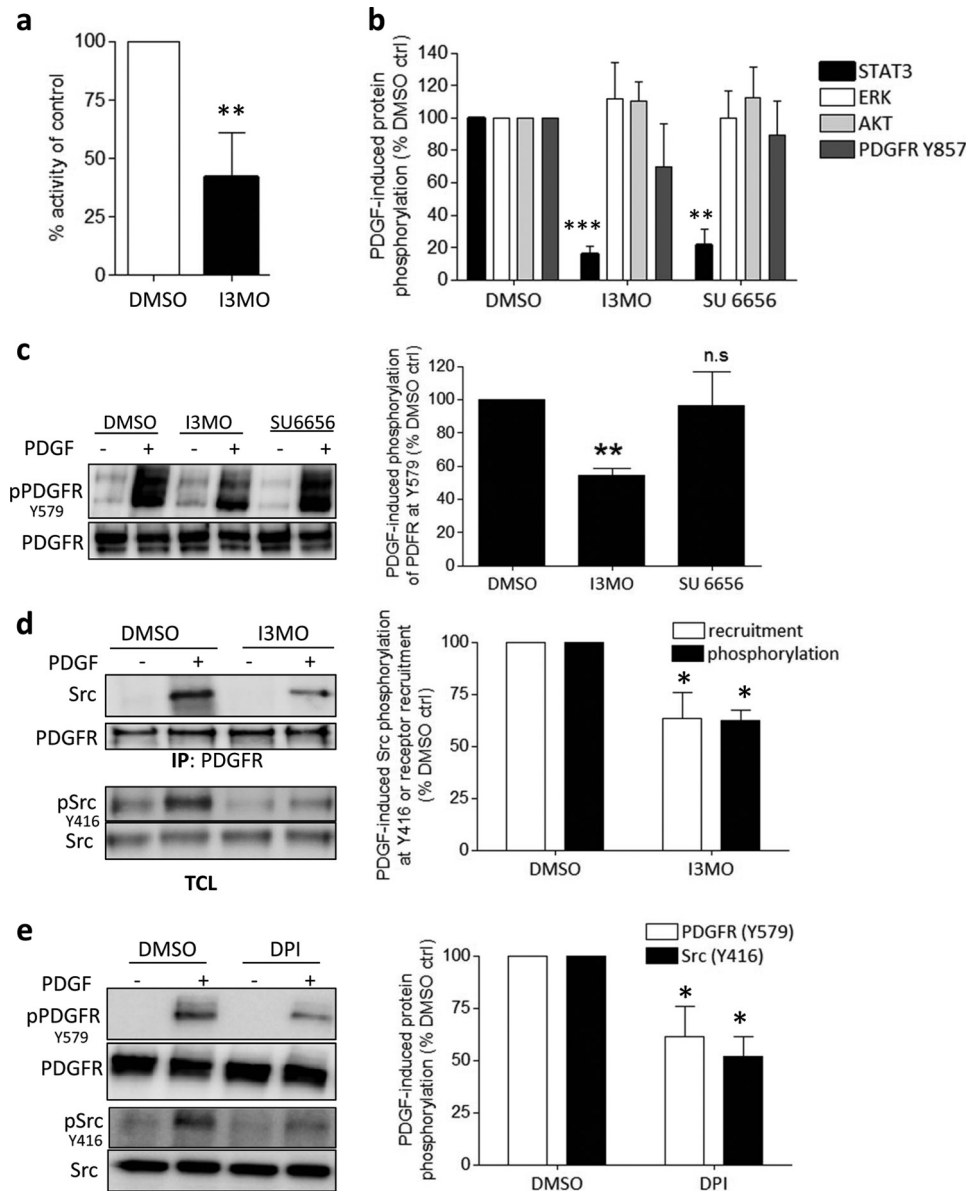 a
% activity of control
100
75
50
25
0
**
DMSO I3MO
b
PDGF-induced protein
phosphorylation (% DMSO ctrl)
140
120
100
80
60
40
20
0
***
**
DMSO I3MO SU 6656
STAT3
ERK
AKT
PDGFR Y857
c
DMSO I3MO SU6656
PDGF - + - + - +
pPDGFR
Y579
PDGFR
PDGF-induced phosphorylation
of PDFR at Y579 (% DMSO ctrl)
120
100
80
60
40
20
0
**
n.s
DMSO I3MO SU 6656
d
DMSO I3MO
PDGF - + - +
Src
PDGFR
IP: PDGFR
pSrc
Y416
Src
TCL
PDGF-induced Src phosphorylation
at Y416 or receptor recruitment
(% DMSO ctrl)
100
75
50
25
0
recruitment
phosphorylation
* *
DMSO I3MO
e
DMSO DPI
PDGF - + - +
pPDGFR
Y579
PDGFR
pSrc
Y416
Src
PDGF-induced protein
phosphorylation (% DMSO ctrl)
100
75
50
25
0
PDGFR (Y579)
Src (Y416)
* *
DMSO DPI